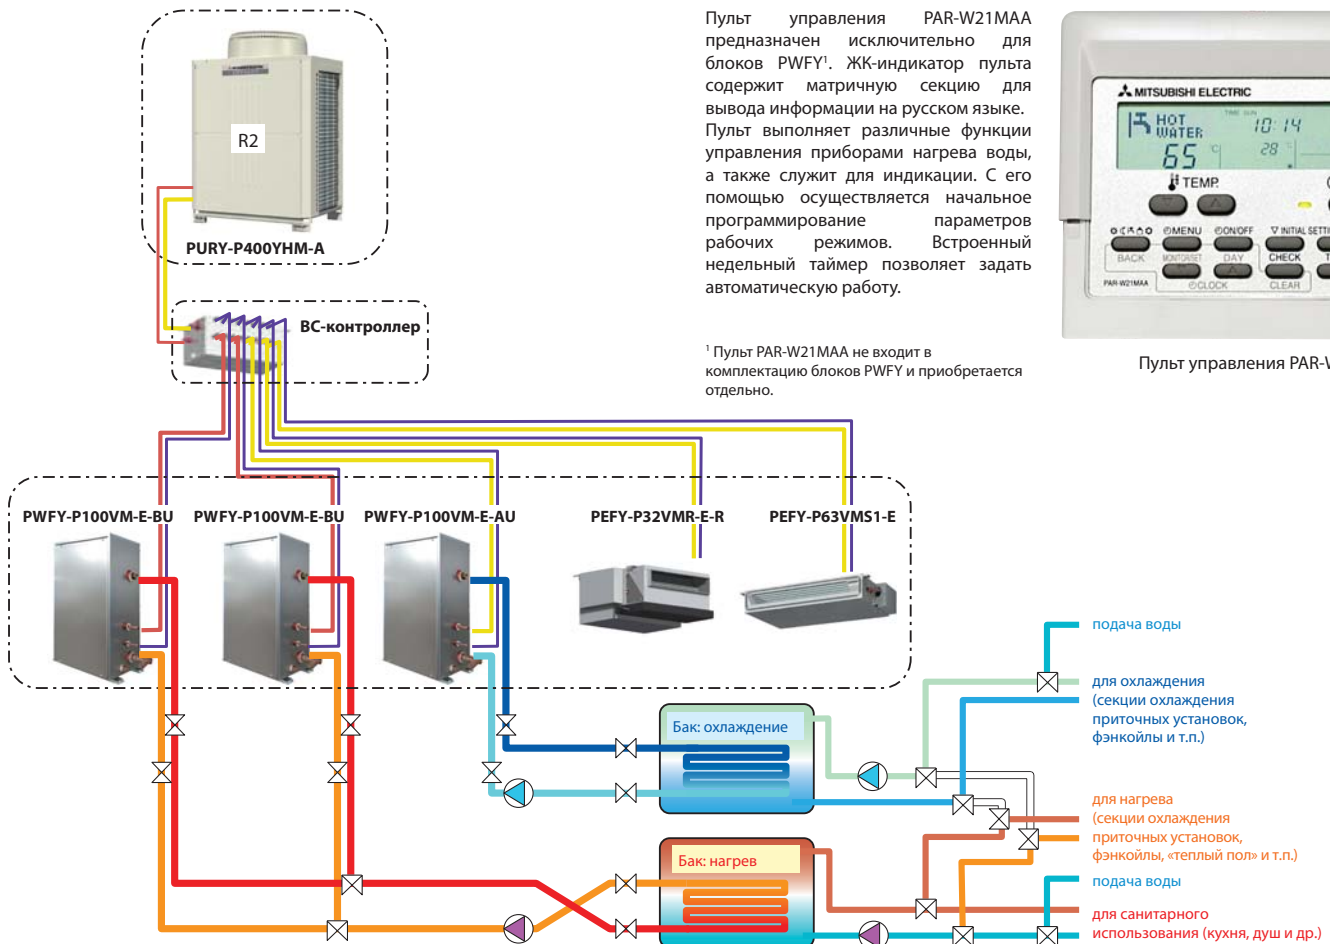 R2
PURY-P400YHM-A
ВС-контроллер
Пульт управления PAR-W21MAA
предназначен исключительно для
блоков PWFY¹. ЖК-индикатор пульта
содержит матричную секцию для
вывода информации на русском языке.
Пульт выполняет различные функции
управления приборами нагрева воды,
а также служит для индикации. С его
помощью осуществляется начальное
программирование параметров
рабочих режимов. Встроенный
недельный таймер позволяет задать
автоматическую работу.
¹ Пульт PAR-W21MAA не входит в
комплектацию блоков PWFY и приобретается
отдельно.
MITSUBISHI ELECTRIC
TIME SUN
HOT
WATER
10:14
65 °C
28 °C
TEMP.
MENU ON/OFF INITIAL SETTI
BACK MONITOR/SET DAY CHECK
PAR-W21MAA CLOCK CLEAR
Пульт управления PAR-W
PWFY-P100VM-E-BU PWFY-P100VM-E-BU PWFY-P100VM-E-AU PEFY-P32VMR-E-R PEFY-P63VMS1-E
Бак: охлаждение
Бак: нагрев
подача воды
для охлаждения
(секции охлаждения
приточных установок,
фэнкойлы и т.п.)
для нагрева
(секции охлаждения
приточных установок,
фэнкойлы, «теплый пол» и т.п.)
подача воды
для санитарного
использования (кухня, душ и др.)